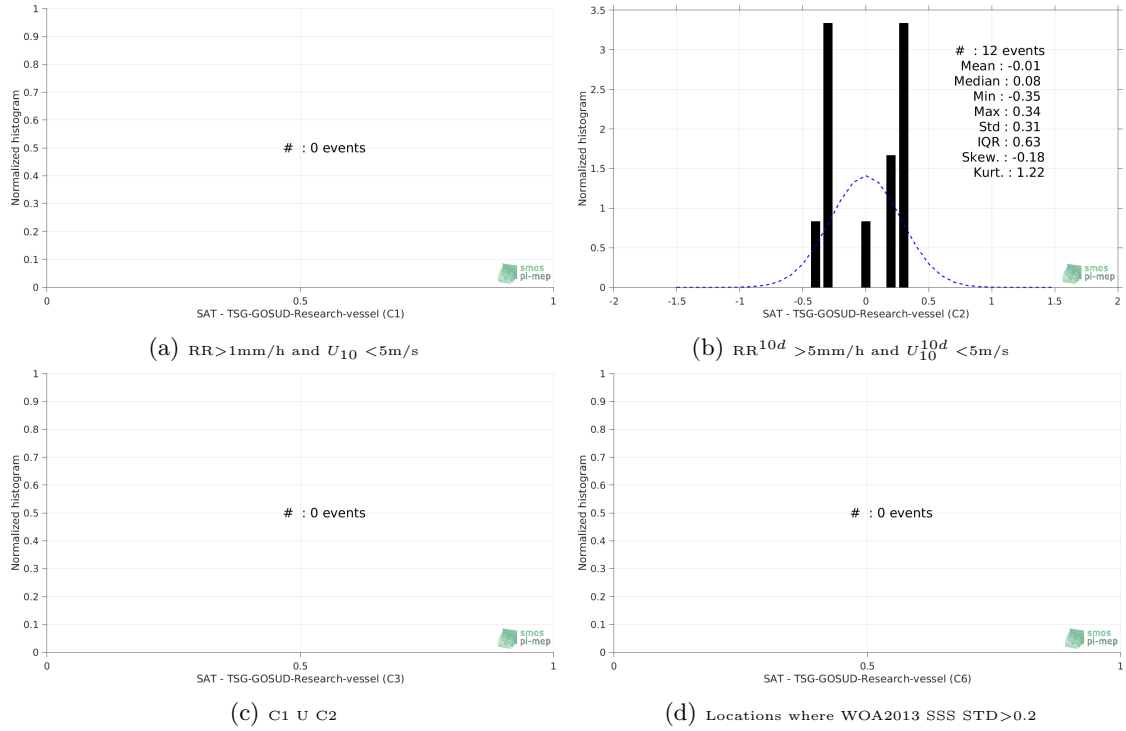 1
0.9
0.8
0.7
0.6
0.5
0.4
0.3
0.2
0.1
0
Normalized histogram
# : 0 events
smos
pi-mep
0 0.5 1
SAT - TSG-GOSUD-Research-vessel (C1)
(a) RR>1mm/h and U10 <5m/s
3.5
3
2.5
2
1.5
1
0.5
0
Normalized histogram
# : 12 events
Mean : -0.01
Median : 0.08
Min : -0.35
Max : 0.34
Std : 0.31
IQR : 0.63
Skew. : -0.18
Kurt. : 1.22
smos
pi-mep
-2 -1.5 -1 -0.5 0 0.5 1 1.5 2
SAT - TSG-GOSUD-Research-vessel (C2)
(b) RR10d >5mm/h and U10d10 <5m/s
1
0.9
0.8
0.7
0.6
0.5
0.4
0.3
0.2
0.1
0
Normalized histogram
# : 0 events
smos
pi-mep
0 0.5 1
SAT - TSG-GOSUD-Research-vessel (C3)
(c) C1 U C2
1
0.9
0.8
0.7
0.6
0.5
0.4
0.3
0.2
0.1
0
Normalized histogram
# : 0 events
smos
pi-mep
0 0.5 1
SAT - TSG-GOSUD-Research-vessel (C6)
(d) Locations where WOA2013 SSS STD>0.2